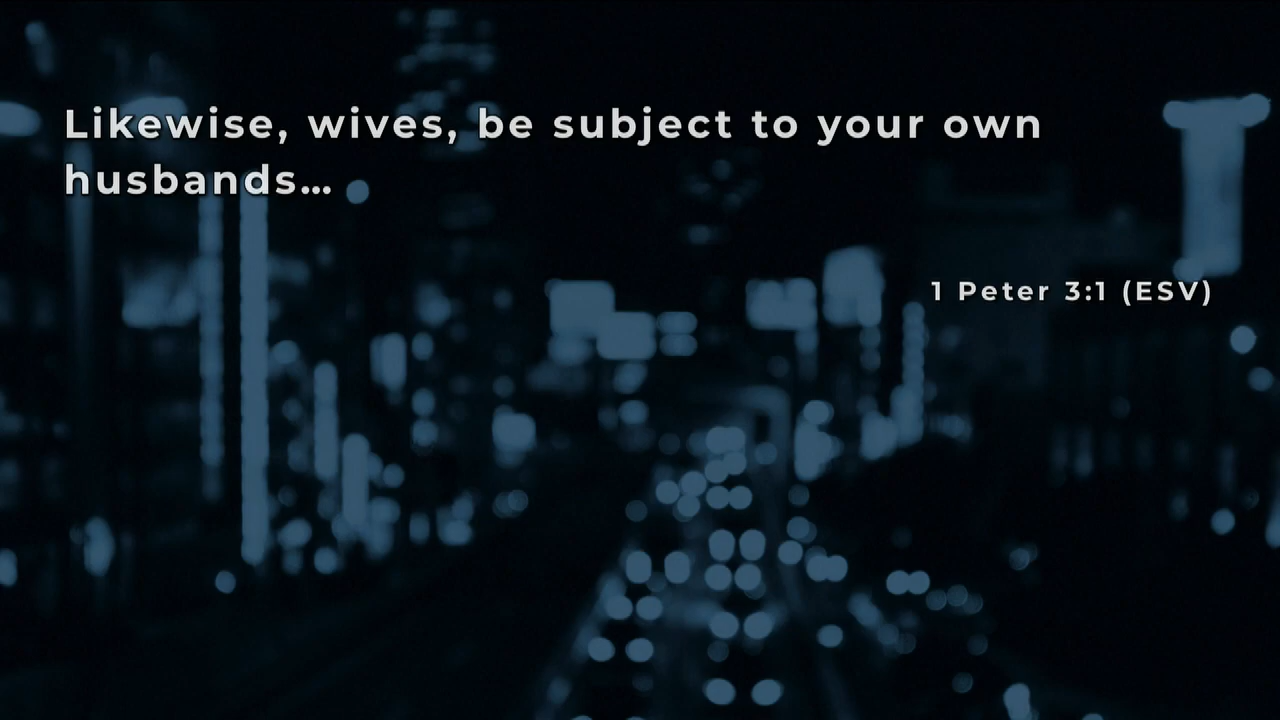 Likewise, wives, be subject to your own
husbands…
1 Peter 3:1 (ESV)